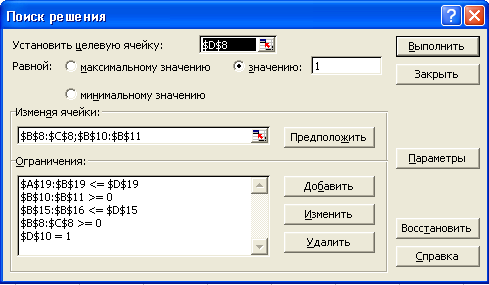 Поиск решения
Установить целевую ячейку: $D$8 Выполнить
Равной: максимальному значению значению: 1 Закрыть
минимальному значению
Изменяя ячейки:
$B$8:$C$8;$B$10:$B$11 Предположить
Ограничения: Параметры
$A$19:$B$19 <= $D$19 Добавить
$B$10:$B$11 >= 0
$B$15:$B$16 <= $D$15 Изменить
$B$8:$C$8 >= 0 Восстановить
$D$10 = 1 Удалить
Справка